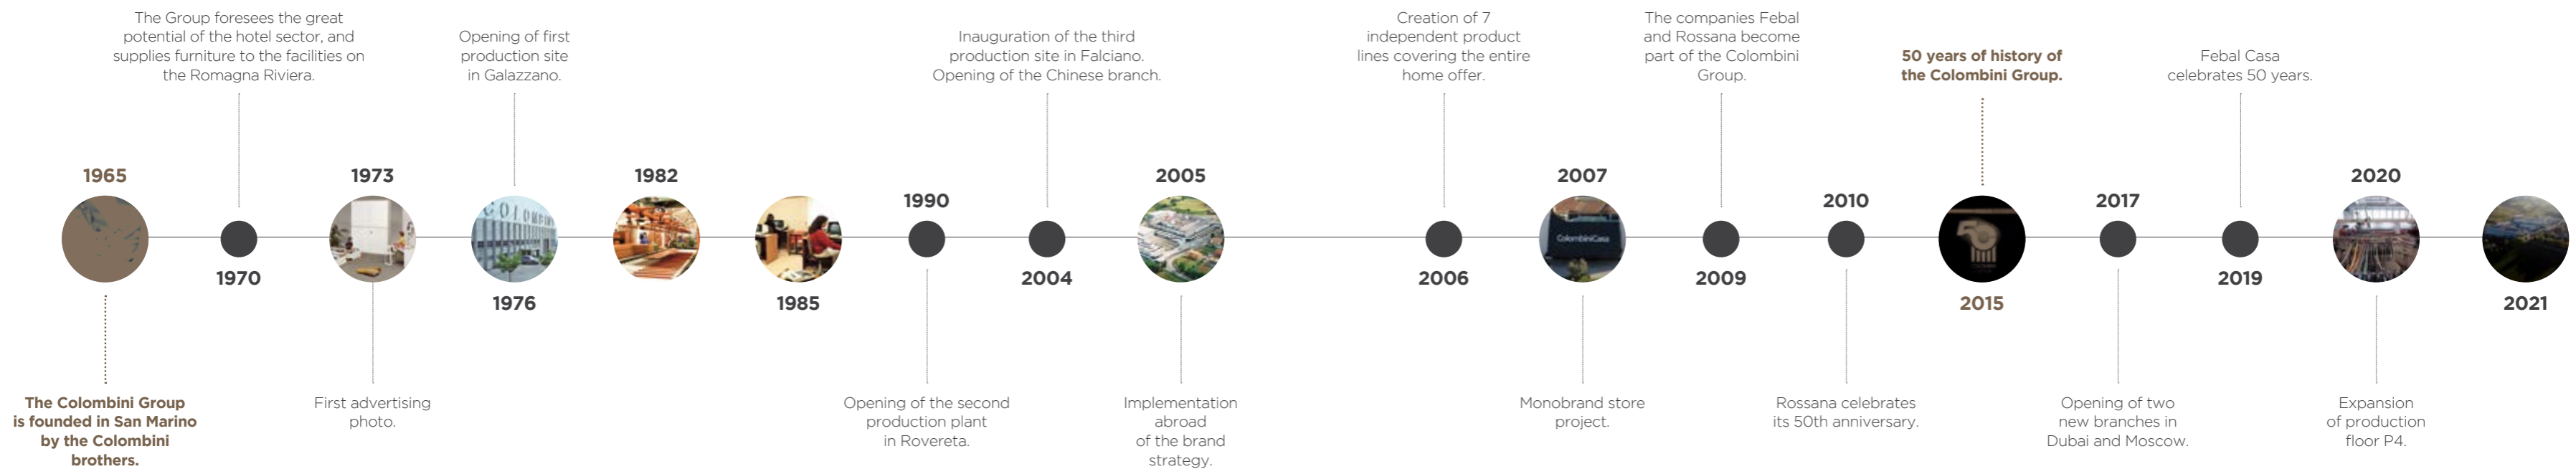 1965
The Colombini Group
is founded in San Marino
by the Colombini
brothers.
The Group foresees the great
potential of the hotel sector, and
supplies furniture to the facilities on
the Romagna Riviera.
1970
1973
First advertising
photo.
Opening of first
production site
in Galazzano.
1976
1982
1985
1990
Opening of the second
production plant
in Rovereta.
Inauguration of the third
production site in Falciano.
Opening of the Chinese branch.
2004
2005
Implementation
abroad
of the brand
strategy.
Creation of 7
independent product
lines covering the entire
home offer.
2006
2007
ColombiniCasa
Monobrand store
project.
The companies Febal
and Rossana become
part of the Colombini
Group.
2009
2010
Rossana celebrates
its 50th anniversary.
50 years of history of
the Colombini Group.
50
2015
2017
Opening of two
new branches in
Dubai and Moscow.
Febal Casa
celebrates 50 years.
2019
2020
Expansion
of production
floor P4.
2021